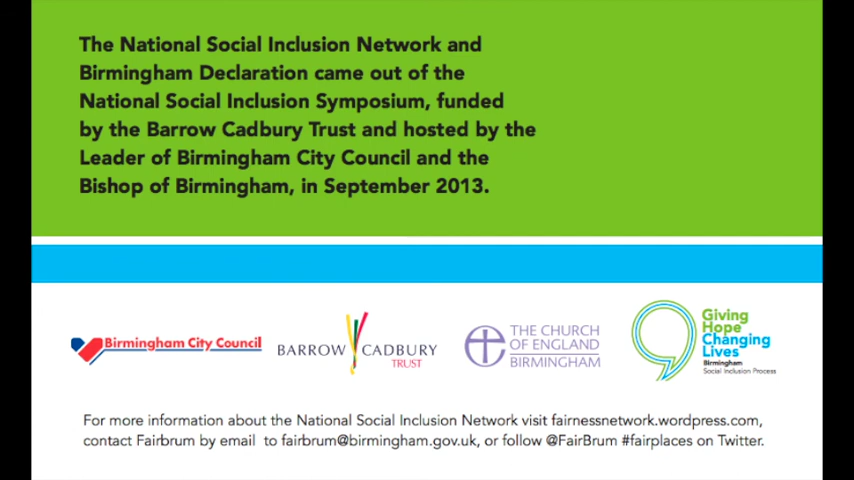 The National Social Inclusion Network and
Birmingham Declaration came out of the
National Social Inclusion Symposium, funded
by the Barrow Cadbury Trust and hosted by the
Leader of Birmingham City Council and the
Bishop of Birmingham, in September 2013.
Birmingham City Council
BARROW CADBURY
TRUST
THE CHURCH
OF ENGLAND
BIRMINGHAM
Giving
Hope
Changing
Lives
Birmingham
Social Inclusion Process
For more information about the National Social Inclusion Network visit fairnessnetwork.wordpress.com,
contact Fairbrum by email to fairbrum@birmingham.gov.uk, or follow @FairBrum #fairplaces on Twitter.